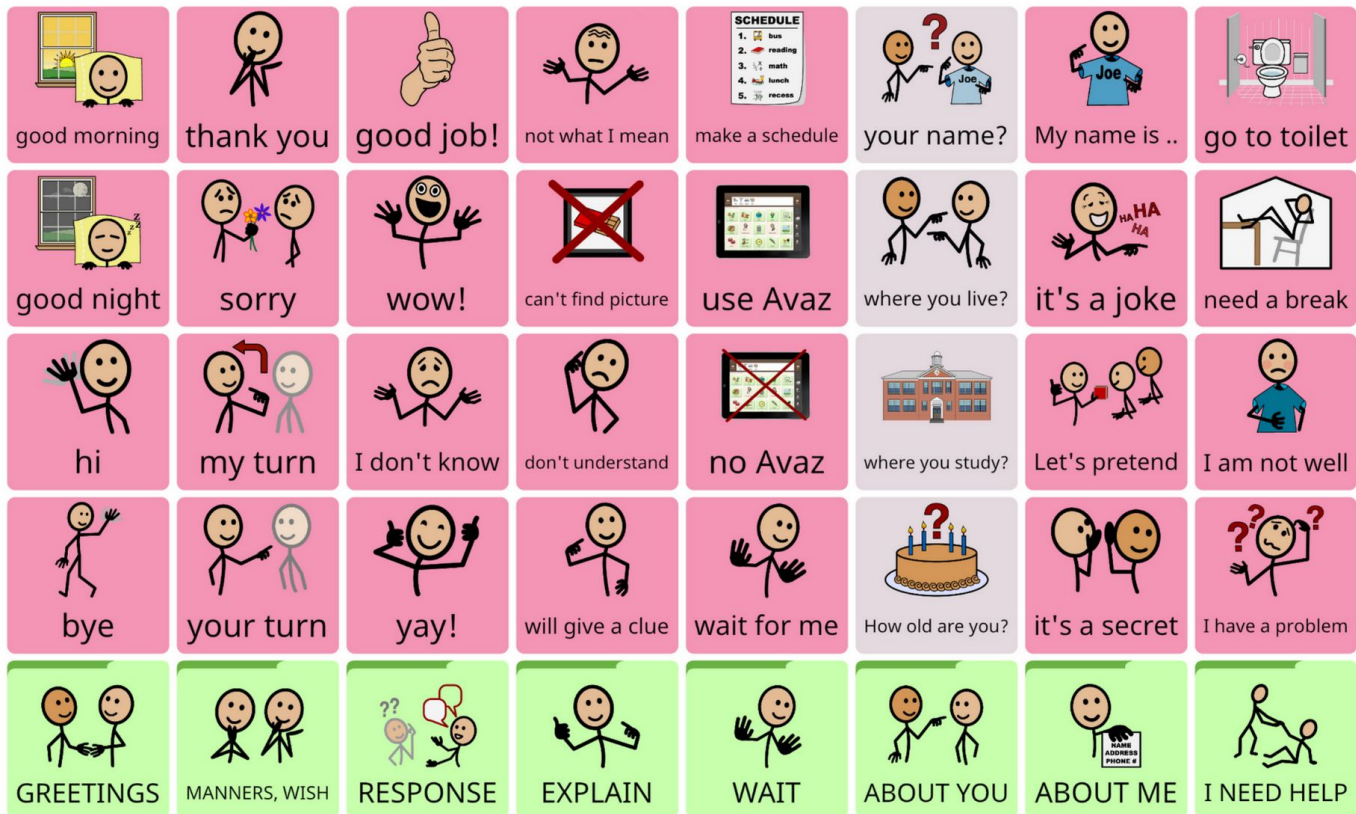 SCHEDULE
1. bus
2. reading
3. math
4. lunch
5. recess
?
Joe
Joe
good morning
thank you
good job!
not what I mean
make a schedule
your name?
My name is ..
go to toilet
z z z
HA HA
HA
good night
sorry
wow!
can't find picture
use Avaz
where you live?
it's a joke
need a break
hi
my turn
I don't know
don't understand
no Avaz
where you study?
Let's pretend
I am not well
?
? ? ?
bye
your turn
yay!
will give a clue
wait for me
How old are you?
it's a secret
I have a problem
??
NAME
ADDRESS
PHONE #
GREETINGS
MANNERS, WISH
RESPONSE
EXPLAIN
WAIT
ABOUT YOU
ABOUT ME
I NEED HELP